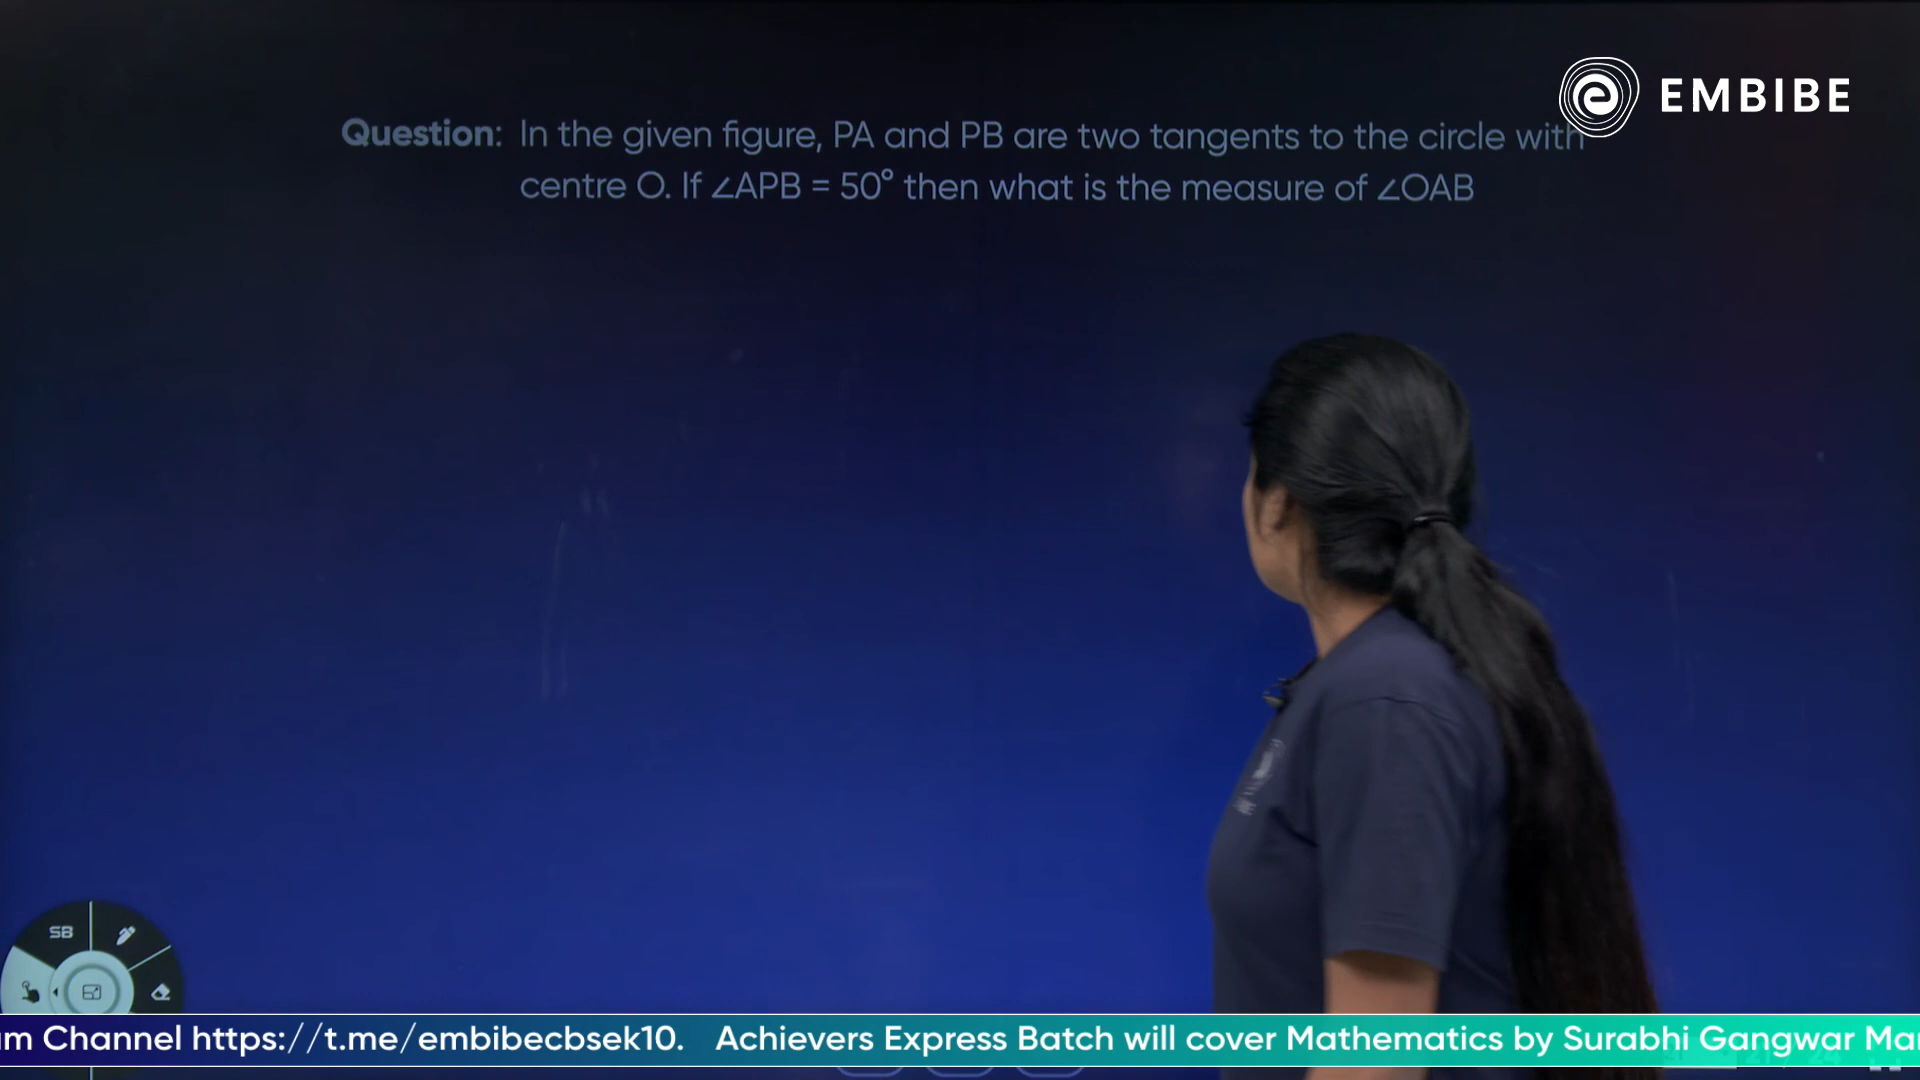 EMBIBE
Question: In the given figure, PA and PB are two tangents to the circle with
centre O. If ∠APB = 50° then what is the measure of ∠OAB
SB
m Channel https://t.me/embibecbsek10. Achievers Express Batch will cover Mathematics by Surabhi Gangwar Ma